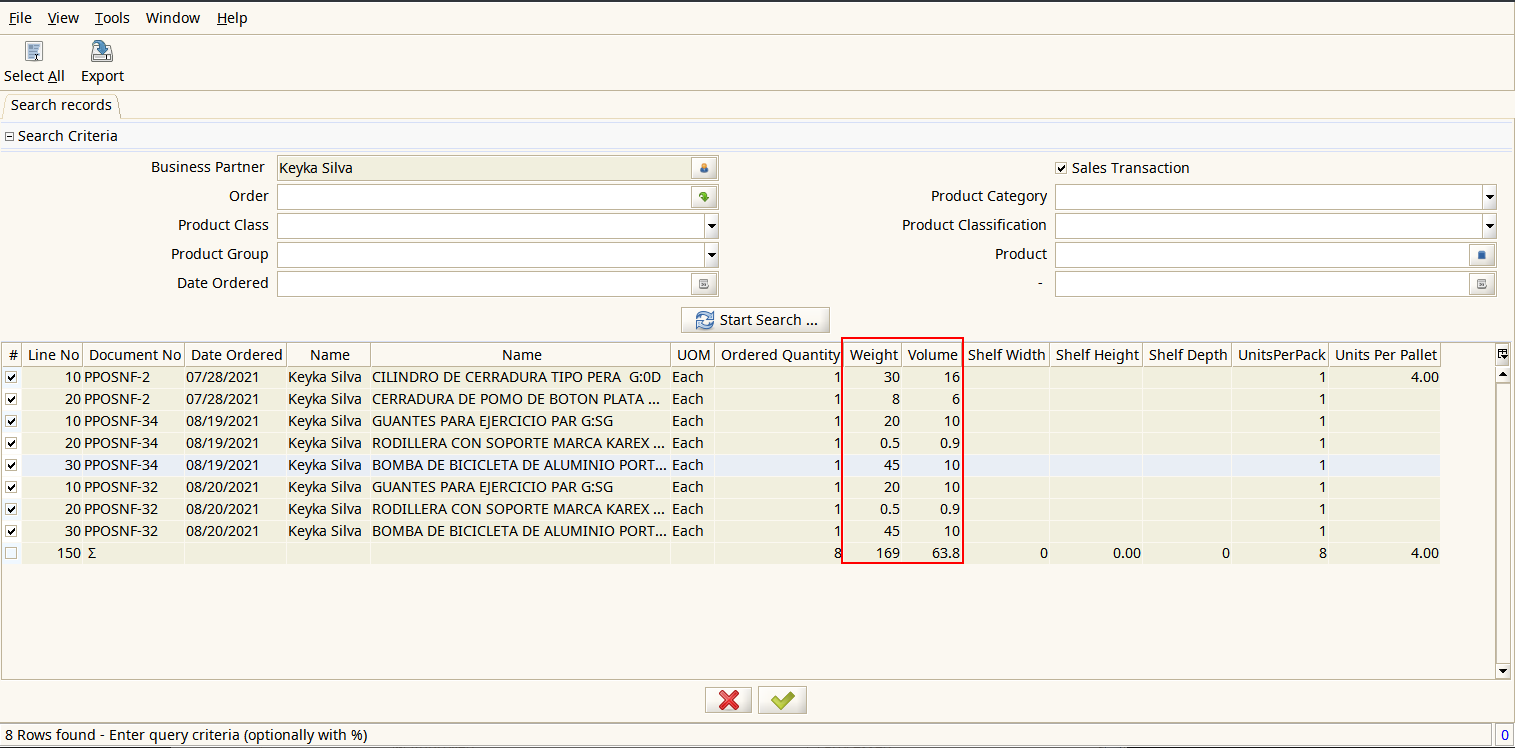 File View Tools Window Help
Select All Export
Search records
Search Criteria
Business Partner Keyka Silva Sales Transaction
Order Product Category
Product Class Product Classification
Product Group Product
Date Ordered -
Start Search ...
# Line No Document No Date Ordered Name Name UOM Ordered Quantity Weight Volume Shelf Width Shelf Height Shelf Depth UnitsPerPack Units Per Pallet
10 PPOSNF-2 07/28/2021 Keyka Silva CILINDRO DE CERRADURA TIPO PERA G:0D Each 1 30 16 1 4.00
20 PPOSNF-2 07/28/2021 Keyka Silva CERRADURA DE POMO DE BOTON PLATA ... Each 1 8 6 1
10 PPOSNF-34 08/19/2021 Keyka Silva GUANTES PARA EJERCICIO PAR G:SG Each 1 20 10 1
20 PPOSNF-34 08/19/2021 Keyka Silva RODILLERA CON SOPORTE MARCA KAREX ... Each 1 0.5 0.9 1
30 PPOSNF-34 08/19/2021 Keyka Silva BOMBA DE BICICLETA DE ALUMINIO PORT... Each 1 45 10 1
10 PPOSNF-32 08/20/2021 Keyka Silva GUANTES PARA EJERCICIO PAR G:SG Each 1 20 10 1
20 PPOSNF-32 08/20/2021 Keyka Silva RODILLERA CON SOPORTE MARCA KAREX ... Each 1 0.5 0.9 1
30 PPOSNF-32 08/20/2021 Keyka Silva BOMBA DE BICICLETA DE ALUMINIO PORT... Each 1 45 10 1
150 Σ 8 169 63.8 0 0.00 0 8 4.00
8 Rows found - Enter query criteria (optionally with %) 0